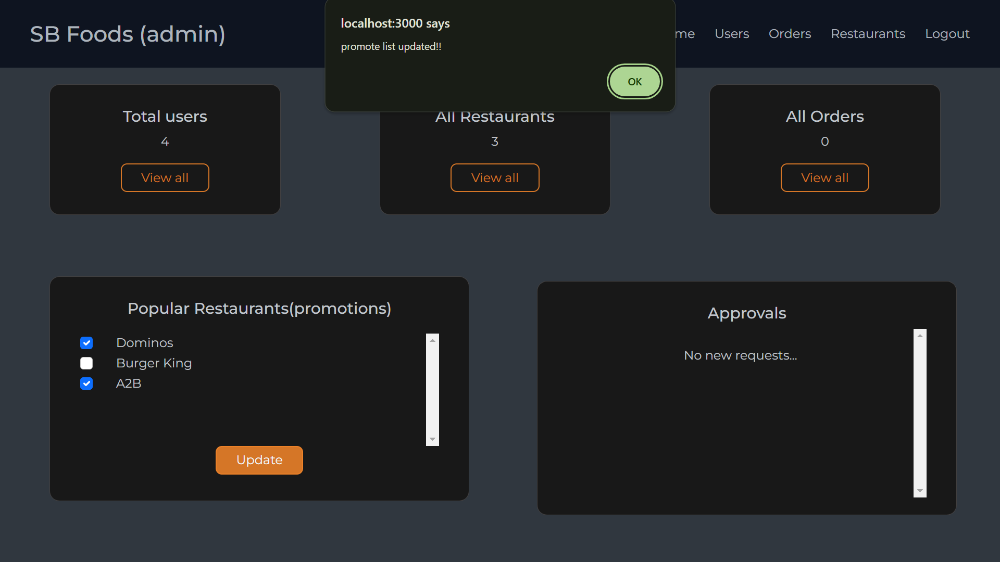 SB Foods (admin)
localhost:3000 says
promote list updated!!
OK
me Users Orders Restaurants Logout
Total users
4
View all
All Restaurants
3
View all
All Orders
0
View all
Popular Restaurants(promotions)
Dominos
Burger King
A2B
Update
Approvals
No new requests...